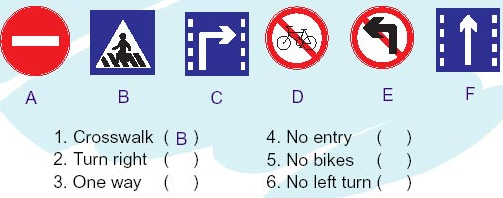 A B C D E F
1. Crosswalk ( B ) 4. No entry ( )
2. Turn right ( ) 5. No bikes ( )
3. One way ( ) 6. No left turn ( )